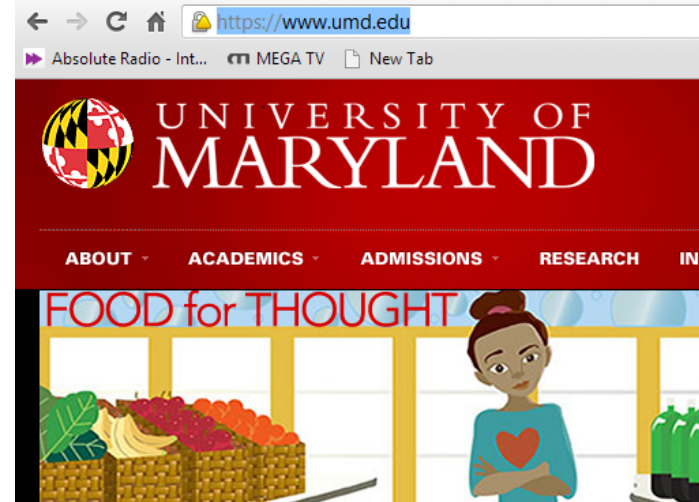 https://www.umd.edu
Absolute Radio - Int... MEGA TV New Tab
UNIVERSITY OF
MARYLAND
ABOUT ACADEMICS ADMISSIONS RESEARCH IN
FOOD for THOUGHT